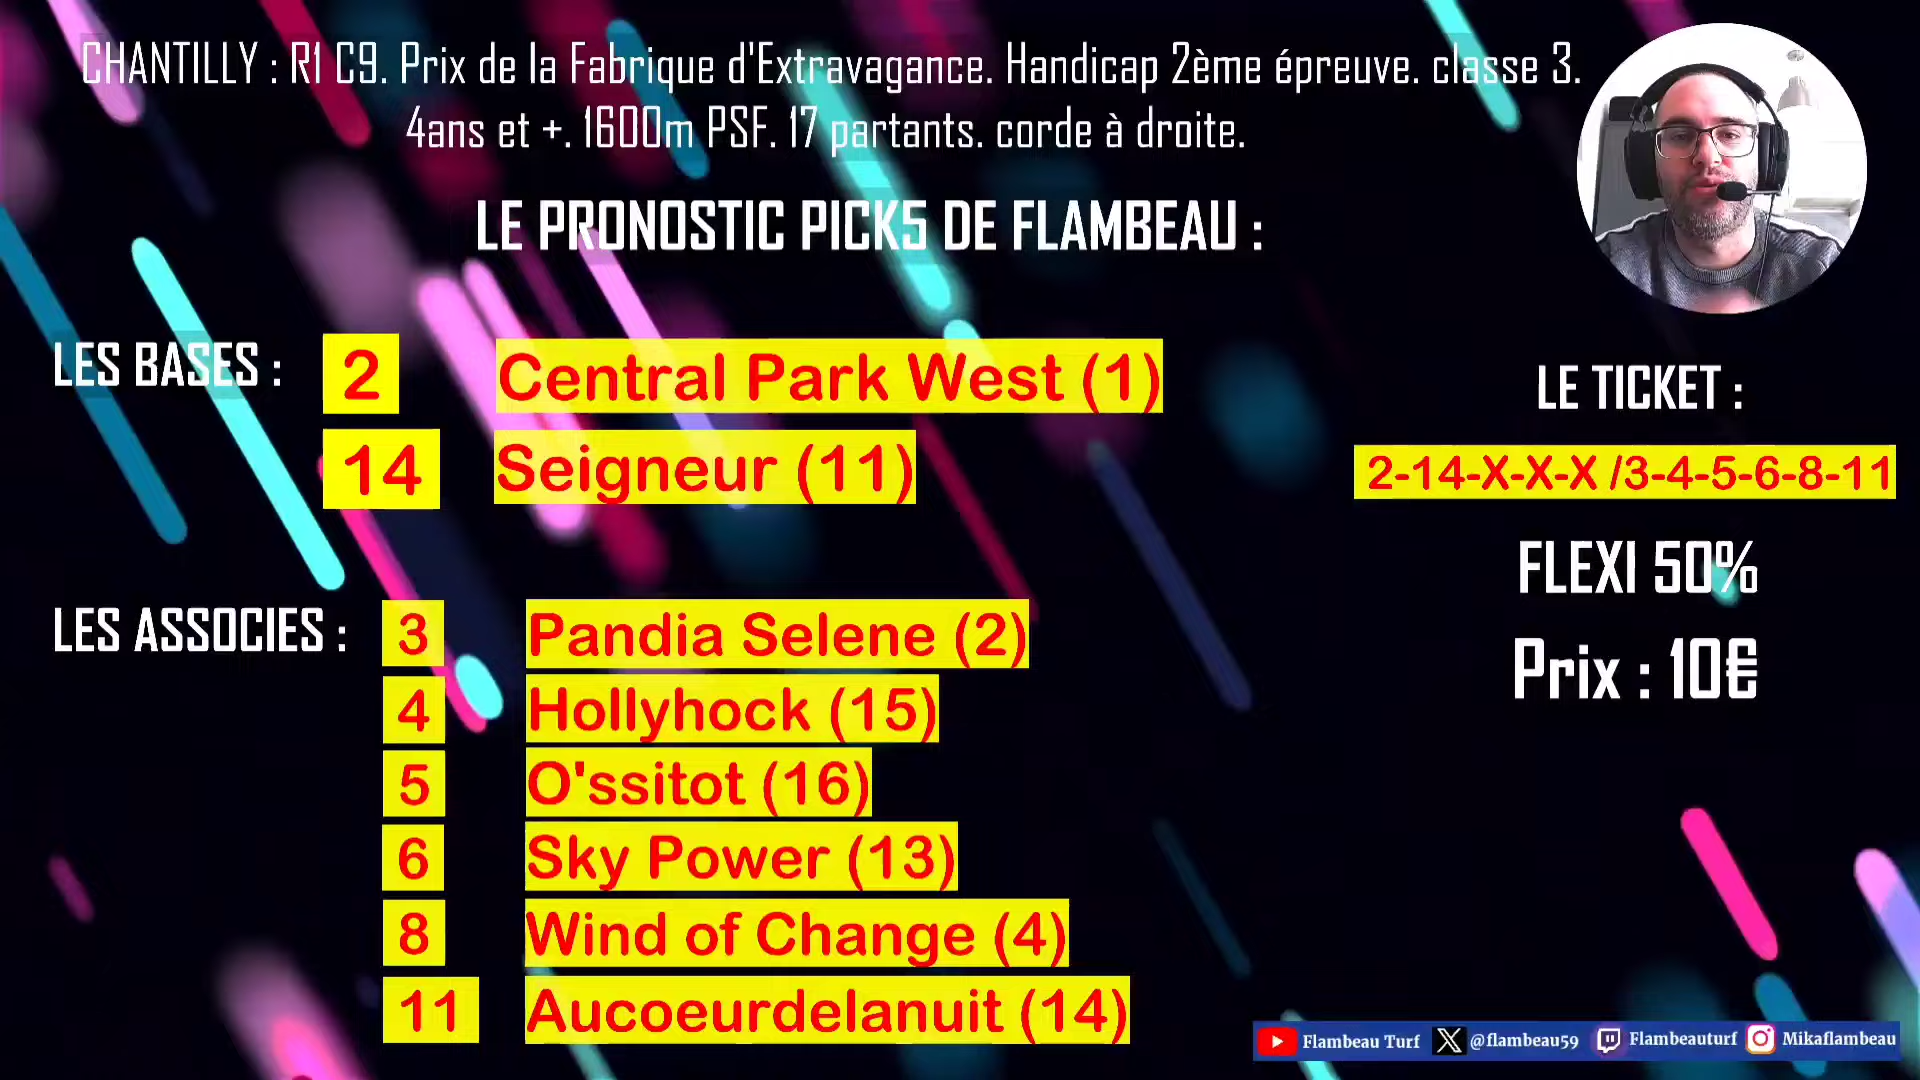 CHANTILLY : R1 C9. Prix de la Fabrique d'Extravagance. Handicap 2ème épreuve. classe 3.
4ans et +. 1600m PSF. 17 partants. corde à droite.
LE PRONOSTIC PICK5 DE FLAMBEAU :
LES BASES :
2 Central Park West (1)
14 Seigneur (11)
LES ASSOCIES :
3 Pandia Selene (2)
4 Hollyhock (15)
5 O'ssitot (16)
6 Sky Power (13)
8 Wind of Change (4)
11 Aucoeurdelanuit (14)
LE TICKET :
2-14-X-X-X /3-4-5-6-8-11
FLEXI 50%
Prix : 10€
Flambeau Turf @flambeau59 Flambeauturf Mikaflambeau